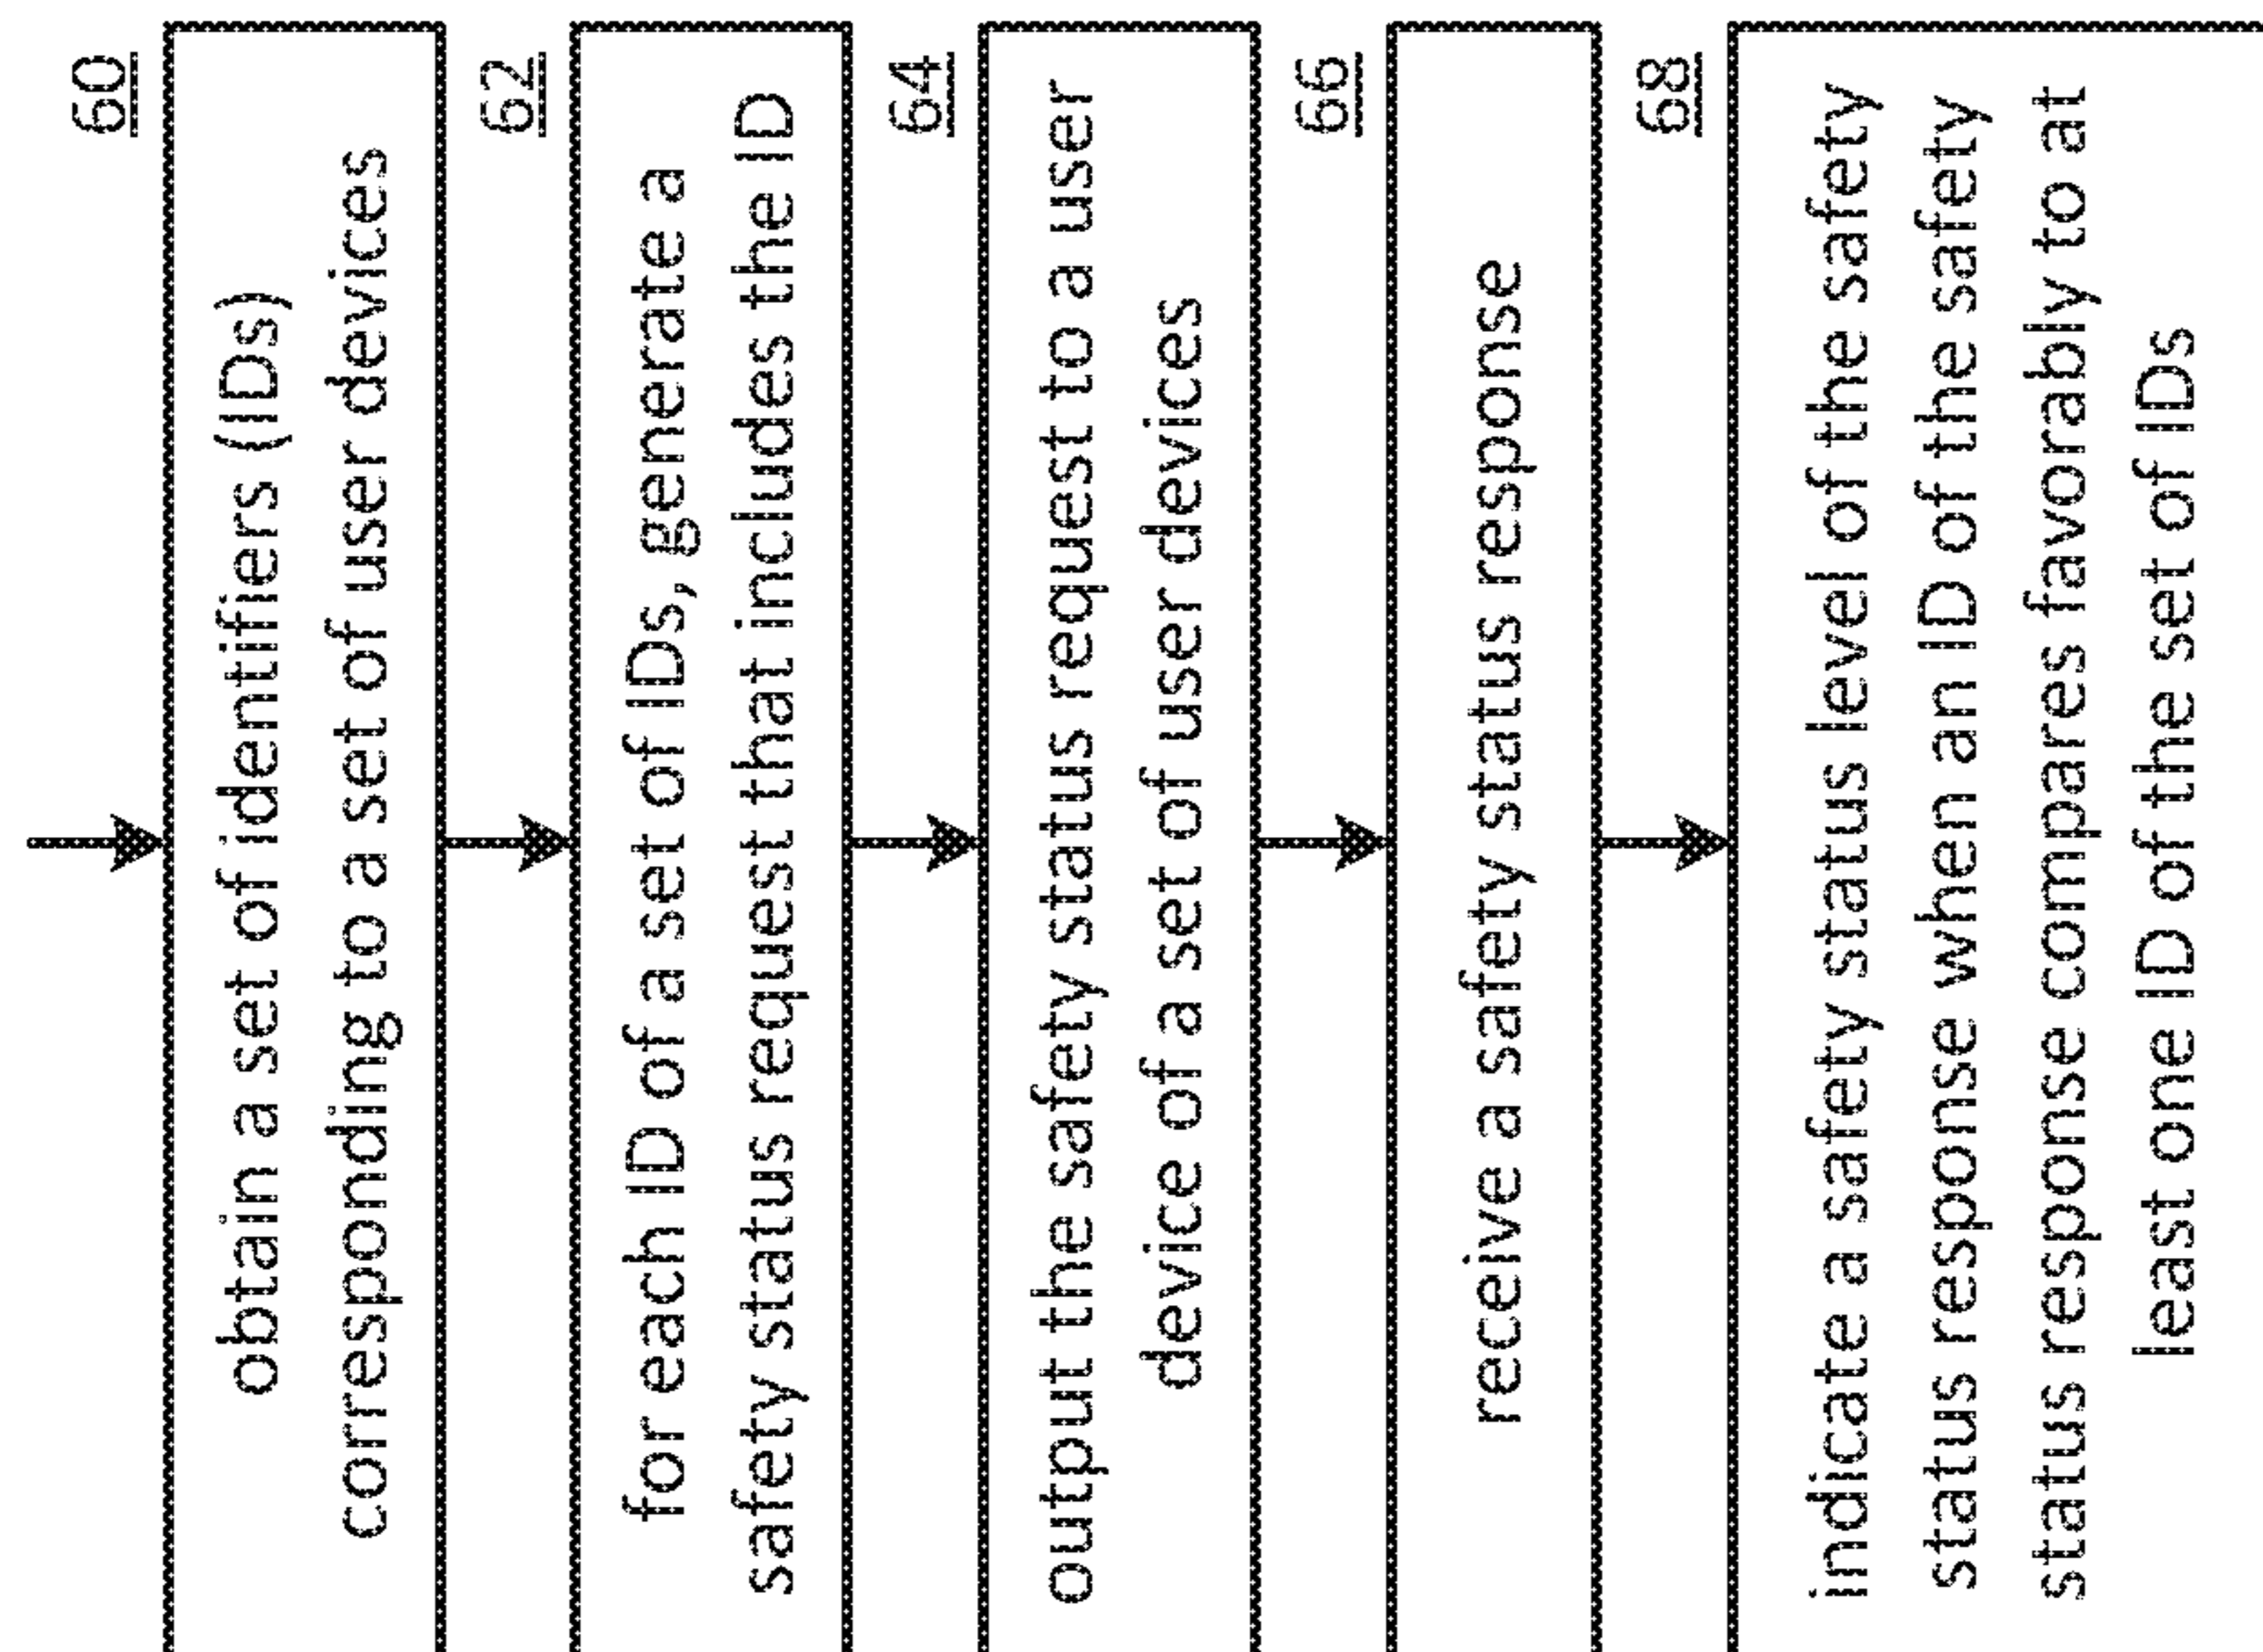 60
obtain a set of identifiers (IDs)
corresponding to a set of user devices
62
for each ID of a set of IDs, generate a
safety status request that includes the ID
64
output the safety status request to a user
device of a set of user devices
66
receive a safety status response
68
indicate a safety status level of the safety
status response when an ID of the safety
status response compares favorably to at
least one ID of the set of IDs